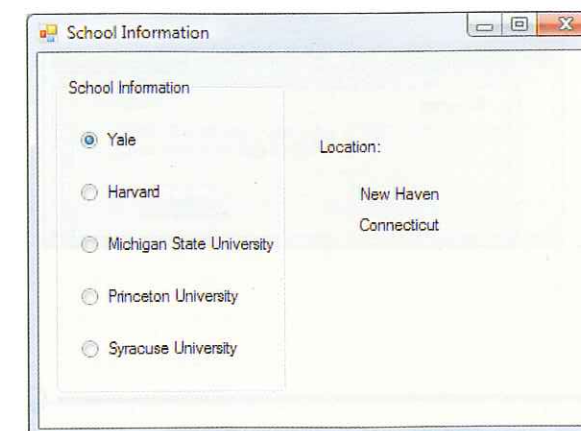 School Information
School Information
Yale
Harvard
Michigan State University
Princeton University
Syracuse University
Location:
New Haven
Connecticut